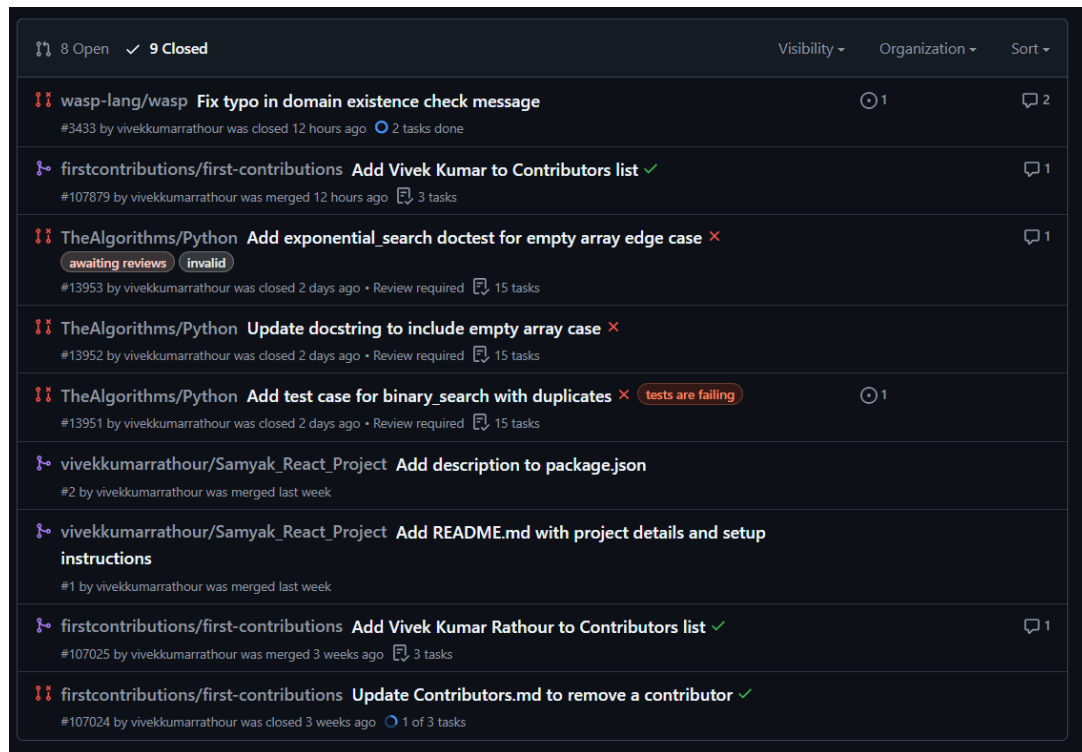 8 Open 9 Closed Visibility Organization Sort
wasp-lang/wasp Fix typo in domain existence check message 1 2
#3433 by vivekkumarrathour was closed 12 hours ago 2 tasks done
firstcontributions/first-contributions Add Vivek Kumar to Contributors list 1
#107879 by vivekkumarrathour was merged 12 hours ago 3 tasks
TheAlgorithms/Python Add exponential_search doctest for empty array edge case 1
awaiting reviews invalid
#13953 by vivekkumarrathour was closed 2 days ago • Review required 15 tasks
TheAlgorithms/Python Update docstring to include empty array case
#13952 by vivekkumarrathour was closed 2 days ago • Review required 15 tasks
TheAlgorithms/Python Add test case for binary_search with duplicates tests are failing 1
#13951 by vivekkumarrathour was closed 2 days ago • Review required 15 tasks
vivekkumarrathour/Samyak_React_Project Add description to package.json
#2 by vivekkumarrathour was merged last week
vivekkumarrathour/Samyak_React_Project Add README.md with project details and setup
instructions
#1 by vivekkumarrathour was merged last week
firstcontributions/first-contributions Add Vivek Kumar Rathour to Contributors list 1
#107025 by vivekkumarrathour was merged 3 weeks ago 3 tasks
firstcontributions/first-contributions Update Contributors.md to remove a contributor
#107024 by vivekkumarrathour was closed 3 weeks ago 1 of 3 tasks